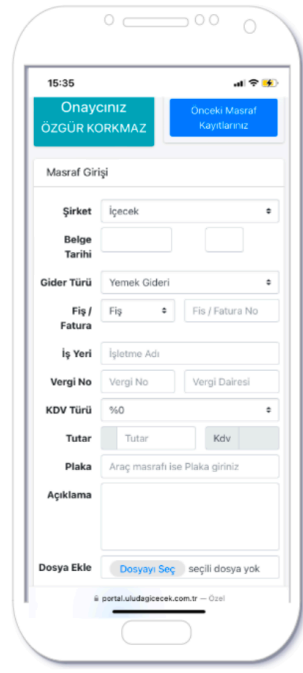 15:35
Onaycınız
ÖZGÜR KORKMAZ
Önceki Masraf
Kayıtlarınız
Masraf Girişi
Şirket İçecek
Belge
Tarihi
Gider Türü Yemek Gideri
Fiş /
Fatura
Fiş Fis / Fatura No
İş Yeri İşletme Adı
Vergi No Vergi No Vergi Dairesi
KDV Türü %0
Tutar Tutar Kdv
Plaka Araç masrafı ise Plaka giriniz
Açıklama
Dosya Ekle Dosyayı Seç seçili dosya yok
portal.uludagicecek.com.tr — Özel